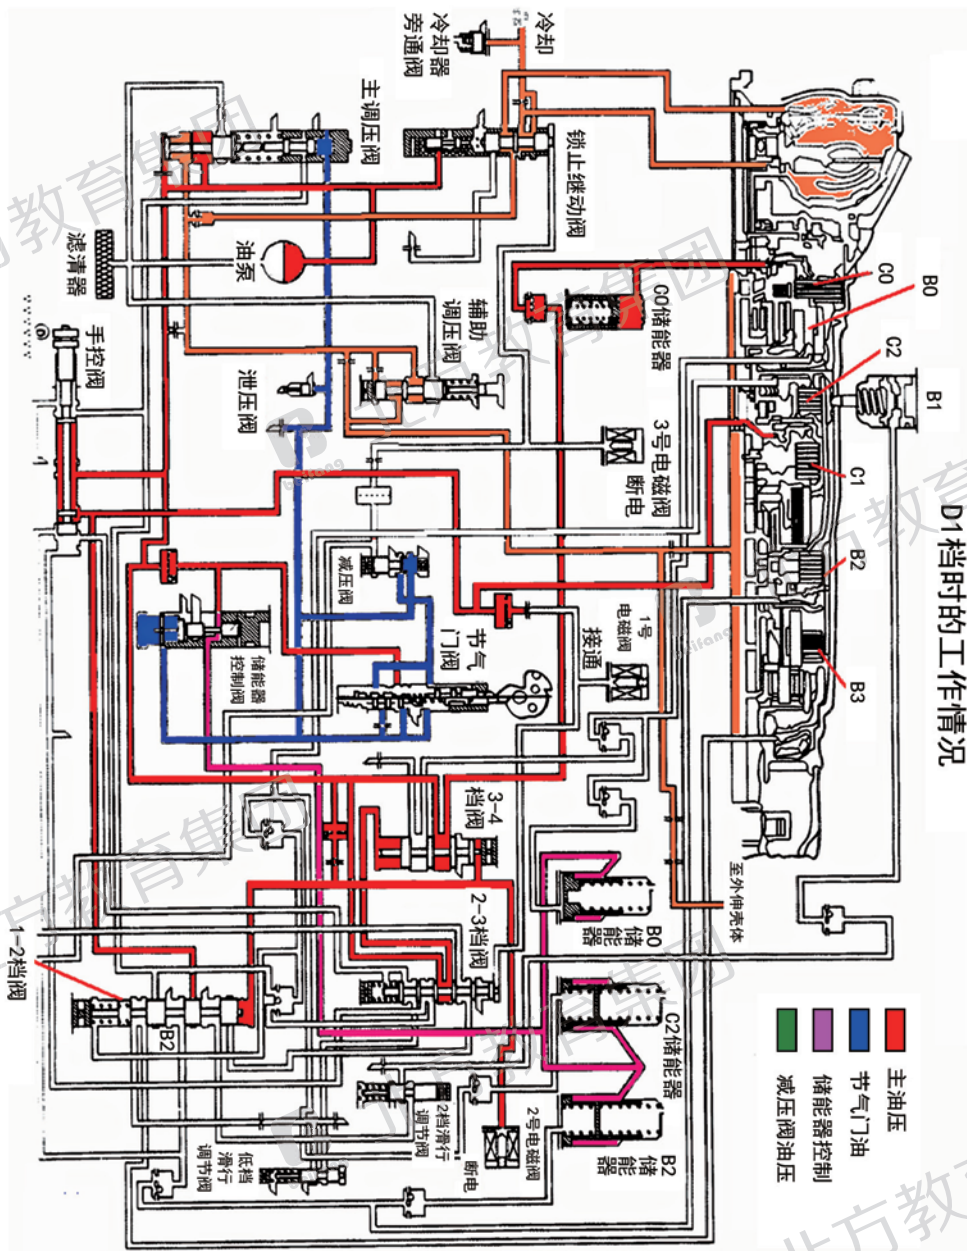 D1档时的工作情况
冷却
冷却器
旁通阀
主调压阀
锁止继动阀
滤清器
油泵
C0储能器
C0
B0
C2
B1
C1
B2
B3
手控阀
泄压阀
辅助
调压阀
3号电磁阀
断电
减压阀
节气
门阀
1号
电磁阀
接通
储能器
控制阀
3-4
档阀
2-3档阀
1-2档阀
B2
B0
储能器
C2储能器
B2
储能器
至外伸壳体
2档滑行
调节阀
2号电磁阀
断电
低档
滑行
调节阀
主油压
节气门油
储能器控制
减压阀油压
北方教育集团
beifang